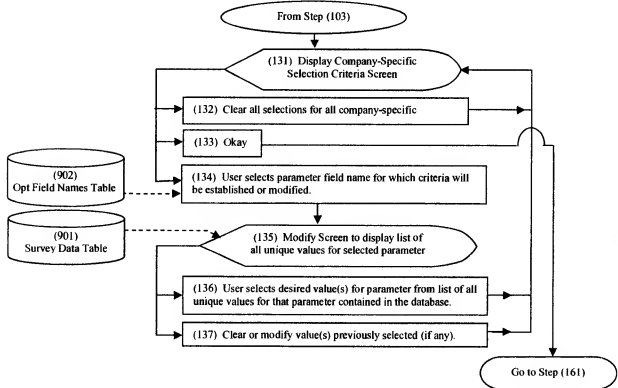 From Step (103)
(131) Display Company-Specific
Selection Criteria Screen
(132) Clear all selections for all company-specific
(133) Okay
(134) User selects parameter field name for which criteria will
be established or modified.
(902)
Opt Field Names Table
(901)
Survey Data Table
(135) Modify Screen to display list of
all unique values for selected parameter
(136) User selects desired value(s) for parameter from list of all
unique values for that parameter contained in the database.
(137) Clear or modify value(s) previously selected (if any).
Go to Step (161)